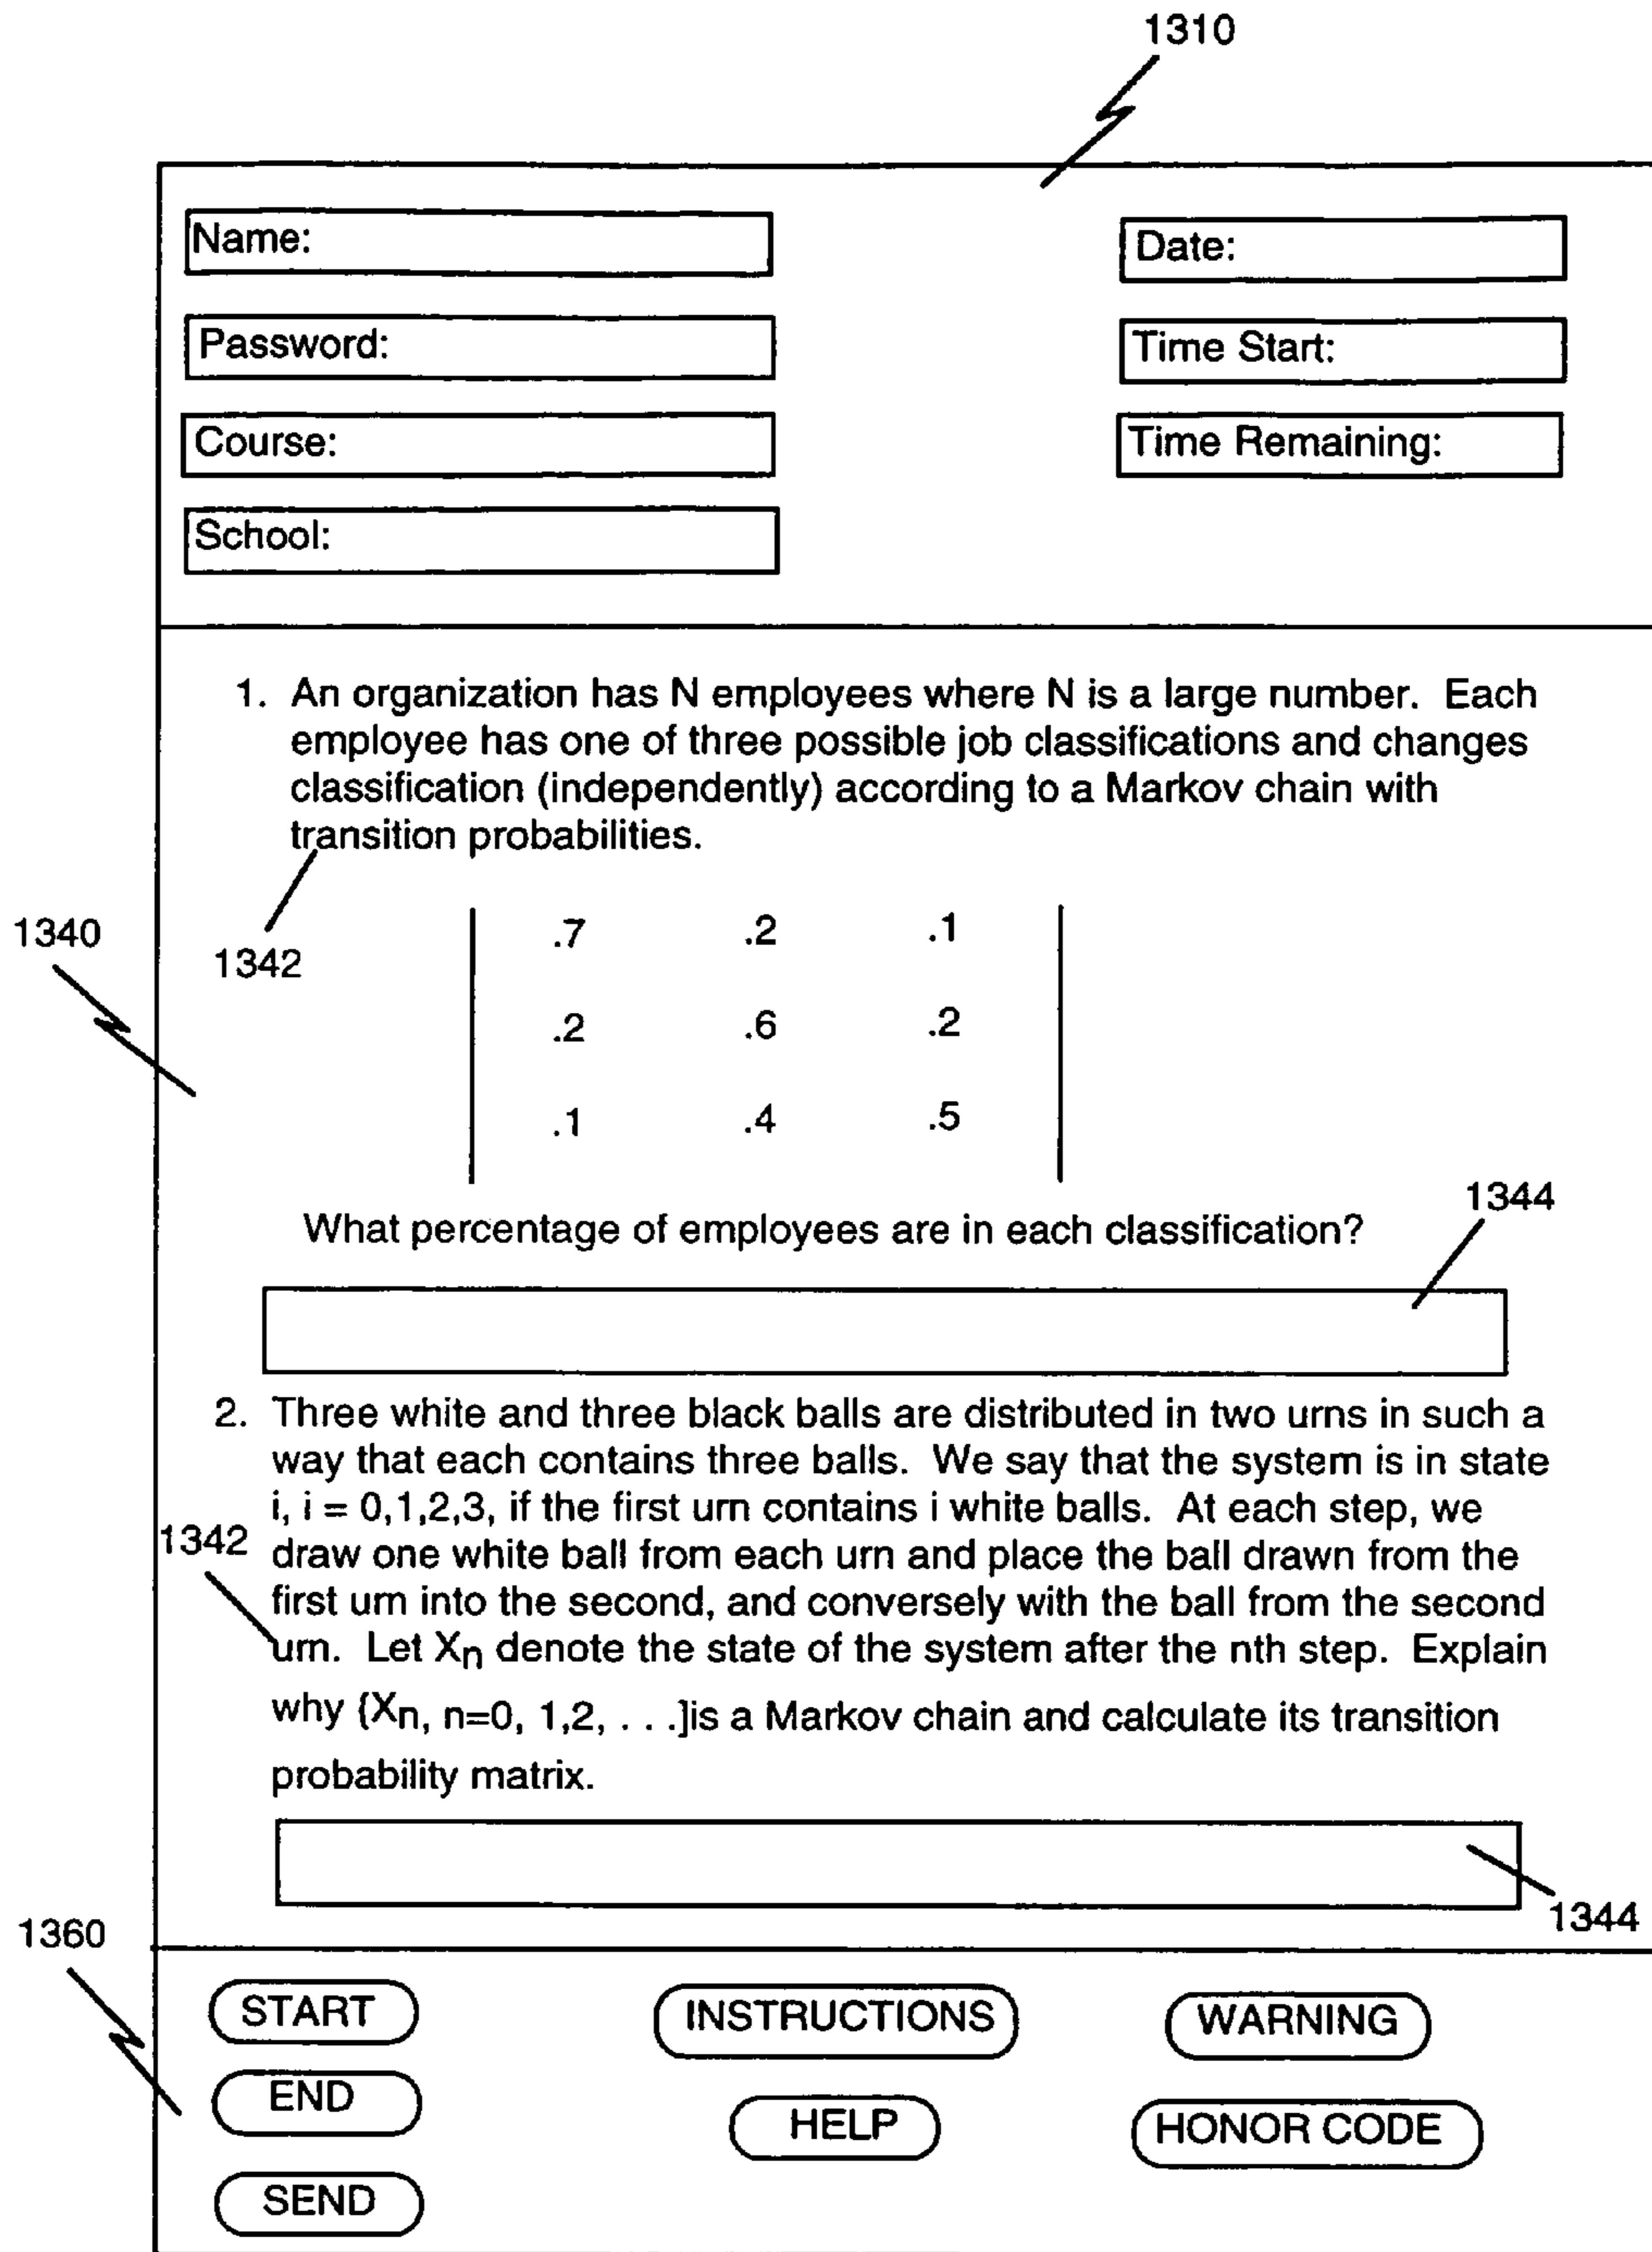 1310
Name:
Date:
Password:
Time Start:
Course:
Time Remaining:
School:
1. An organization has N employees where N is a large number. Each
employee has one of three possible job classifications and changes
classification (independently) according to a Markov chain with
transition probabilities.
1340
1342
.7 .2 .1
.2 .6 .2
.1 .4 .5
1344
What percentage of employees are in each classification?
2. Three white and three black balls are distributed in two urns in such a
way that each contains three balls. We say that the system is in state
i, i = 0,1,2,3, if the first urn contains i white balls. At each step, we
1342
draw one white ball from each urn and place the ball drawn from the
first urn into the second, and conversely with the ball from the second
urn. Let Xn denote the state of the system after the nth step. Explain
why {Xn, n=0, 1,2, . . .]is a Markov chain and calculate its transition
probability matrix.
1344
1360
START
INSTRUCTIONS
WARNING
END
HELP
HONOR CODE
SEND